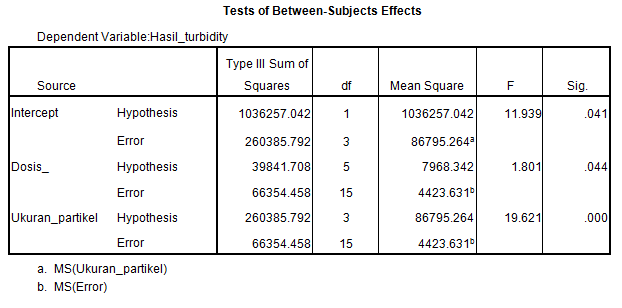 Tests of Between-Subjects Effects
Dependent Variable:Hasil_turbidity
Source Type III Sum of Squares df Mean Square F Sig.
Intercept Hypothesis 1036257.042 1 1036257.042 11.939 .041
Error 260385.792 3 86795.264a
Dosis_ Hypothesis 39841.708 5 7968.342 1.801 .044
Error 66354.458 15 4423.631b
Ukuran_partikel Hypothesis 260385.792 3 86795.264 19.621 .000
Error 66354.458 15 4423.631b
a. MS(Ukuran_partikel)
b. MS(Error)